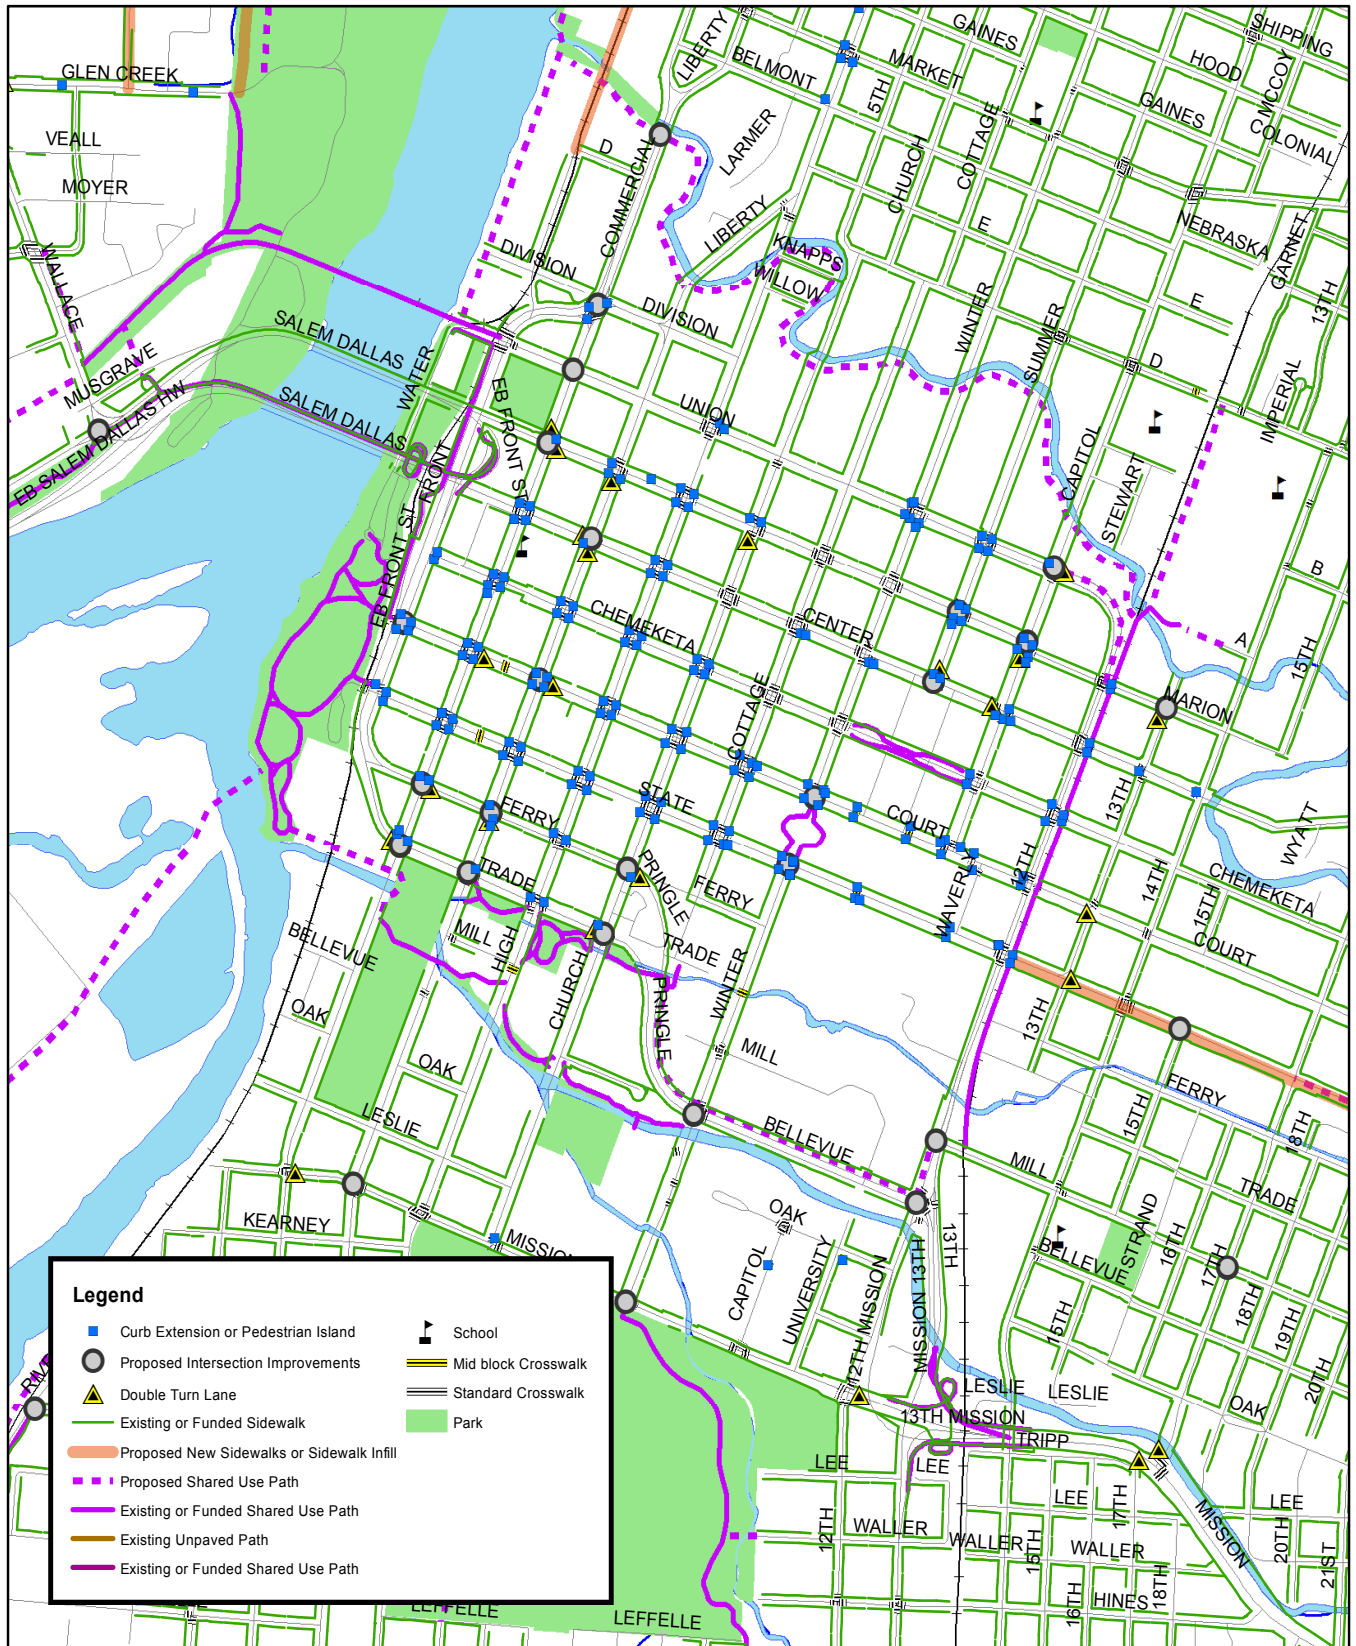 GLEN CREEK
VEALL
MOYER
WALLACE
MUSGRAVE
EB SALEM DALLAS HW
SALEM DALLAS
SALEM DALLAS
WATER
EB FRONT ST
FRONT
EB FRONT ST
DIVISION
DIVISION
COMMERCIAL
D
LIBERTY
BELMONT
LARMER
LIBERTY
KNAPPS
WILLOW
5TH
MARKET
GAINES
CHURCH
COTTAGE
E
WINTER
SUMMER
HOOD
SHIPPING
MCCOY
GAINES
COLONIAL
NEBRASKA
GARNET
E
13TH
D
IMPERIAL
CAPITOL
STEWART
UNION
B
A
15TH
MARION
CENTER
CHEMEKETA
COTTAGE
STATE
COURT
WAVERLY
12TH
13TH
14TH
15TH
WYATT
CHEMEKETA
COURT
FERRY
TRADE
PRINGLE
FERRY
TRADE
WINTER
MILL
HIGH
CHURCH
PRINGLE
BELLEVUE
OAK
OAK
LESLIE
KEARNEY
MISSION
MILL
BELLEVUE
13TH
FERRY
15TH
18TH
MILL
TRADE
STRAND
BELLEVUE
16TH
17TH
18TH
19TH
20TH
15TH
OAK
CAPITOL
UNIVERSITY
12TH MISSION
MISSION 13TH
13TH
LESLIE
LESLIE
13TH MISSION
TRIPP
OAK
LEE
LEE
LEE
LEE
12TH
WALLER
WALLER
15TH
WALLER
17TH
16TH
18TH
HINES
MISSION
20TH
21ST
LEFFELLE
LEFFELLE
Legend
Curb Extension or Pedestrian Island
Proposed Intersection Improvements
Double Turn Lane
Existing or Funded Sidewalk
Proposed New Sidewalks or Sidewalk Infill
Proposed Shared Use Path
Existing or Funded Shared Use Path
Existing Unpaved Path
Existing or Funded Shared Use Path
School
Mid block Crosswalk
Standard Crosswalk
Park